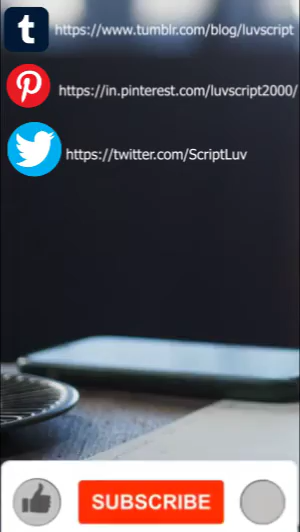 https://www.tumblr.com/blog/luvscript
https://in.pinterest.com/luvscript2000/
https://twitter.com/ScriptLuv
SUBSCRIBE